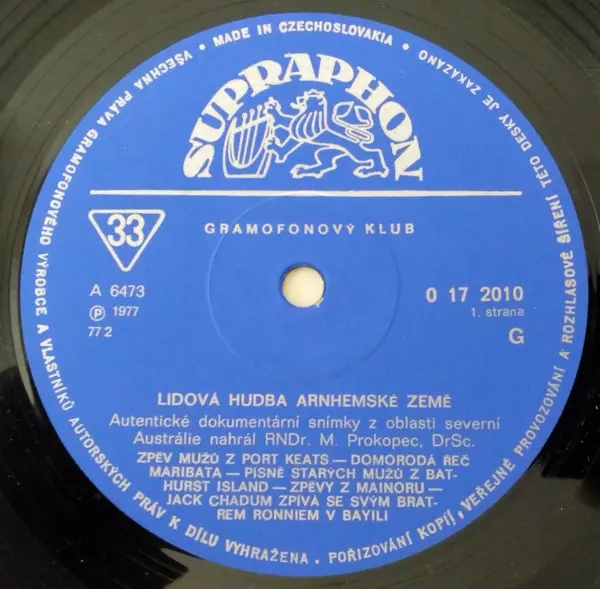 MADE IN CZECHOSLOVAKIA
SUPRAPHON
33
GRAMOFONOVÝ KLUB
A 6473
Ⓟ 1977
77 2
0 17 2010
1. strana
G
LIDOVÁ HUDBA ARNHEMSKÉ ZEMĚ
Autentické dokumentární snímky z oblasti severní
Austrálie nahrál RNDr. M. Prokopec, DrSc.
ZPĚV MUŽŮ Z PORT KEATS — DOMORODÁ ŘEČ
MARIBATA — PÍSNĚ STARÝCH MUŽŮ Z BAT-
HURST ISLAND — ZPĚVY Z MAINORU —
JACK CHADUM ZPÍVÁ SE SVÝM BRAT-
REM RONNIEM V BAYILI
VŠECHNA PRÁVA GRAMOFONOVÉHO VÝROBCE A VLASTNÍKŮ AUTORSKÝCH PRÁV K DÍLU VYHRAŽENA. POŘIZOVÁNÍ KOPIÍ, VEŘEJNÉ PROVOZOVÁNÍ A ROZHLASOVÉ ŠÍŘENÍ TÉTO DESKY JE ZAKÁZÁNO